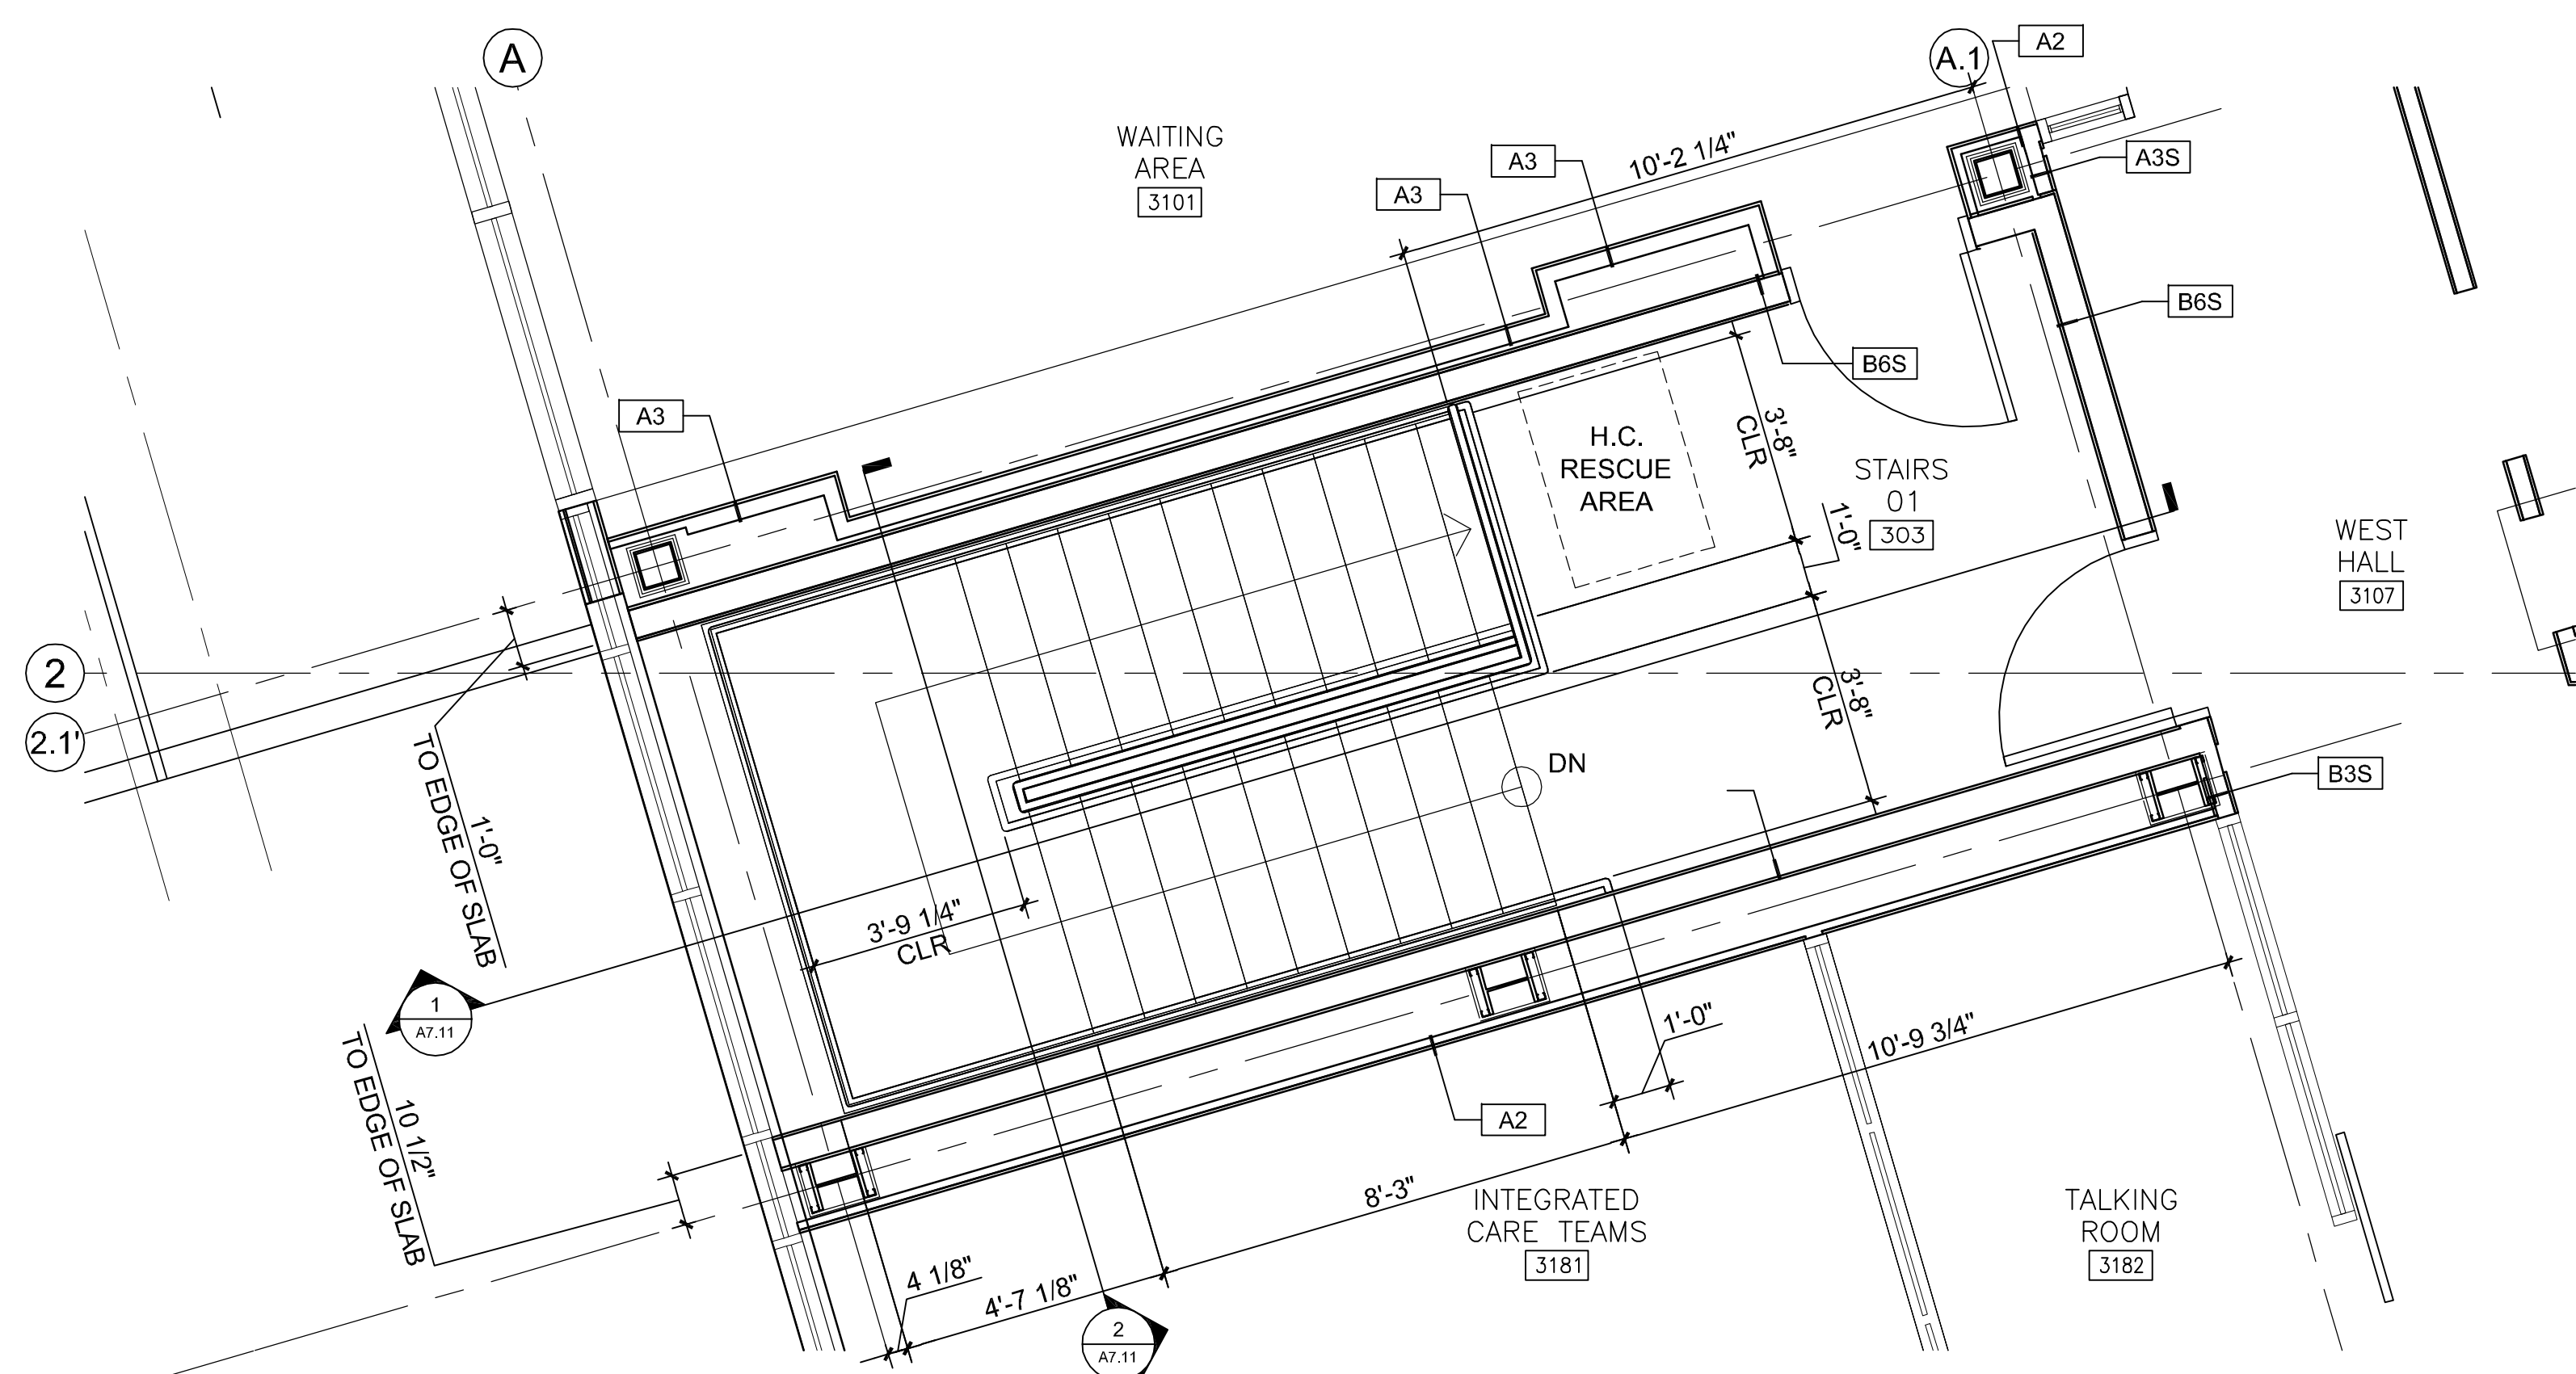 A
A.1
A2
WAITING
AREA
3101
10'-2 1/4"
A3
A3
A3S
B6S
B6S
A3
H.C.
RESCUE
AREA
3'-8"
CLR
STAIRS
01
303
1'-0"
WEST
HALL
3107
2
2.1'
3'-8"
CLR
DN
B3S
1'-0"
TO EDGE OF SLAB
3'-9 1/4"
CLR
1
A7.11
10 1/2"
TO EDGE OF SLAB
1'-0"
10'-9 3/4"
A2
8'-3"
INTEGRATED
CARE TEAMS
3181
TALKING
ROOM
3182
4 1/8"
4'-7 1/8"
2
A7.11